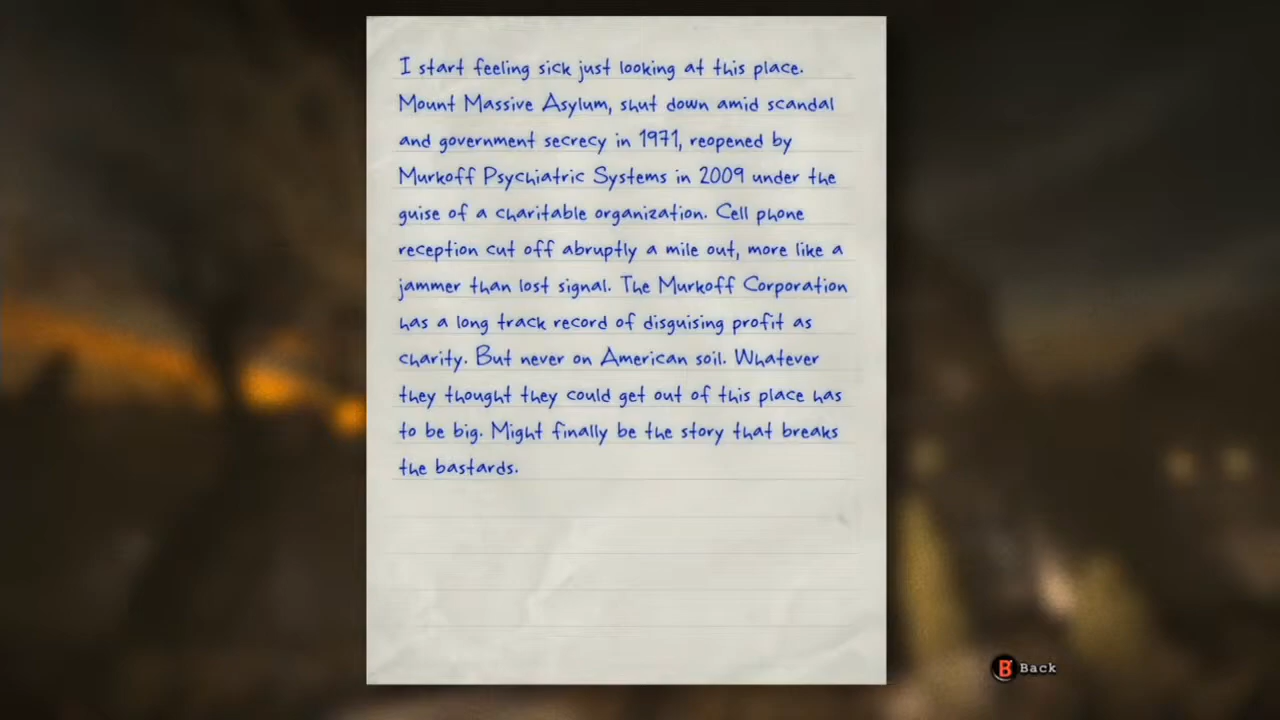 I start feeling sick just looking at this place.
Mount Massive Asylum, shut down amid scandal
and government secrecy in 1971, reopened by
Murkoff Psychiatric Systems in 2009 under the
guise of a charitable organization. Cell phone
reception cut off abruptly a mile out, more like a
jammer than lost signal. The Murkoff Corporation
has a long track record of disguising profit as
charity. But never on American soil. Whatever
they thought they could get out of this place has
to be big. Might finally be the story that breaks
the bastards.
B Back